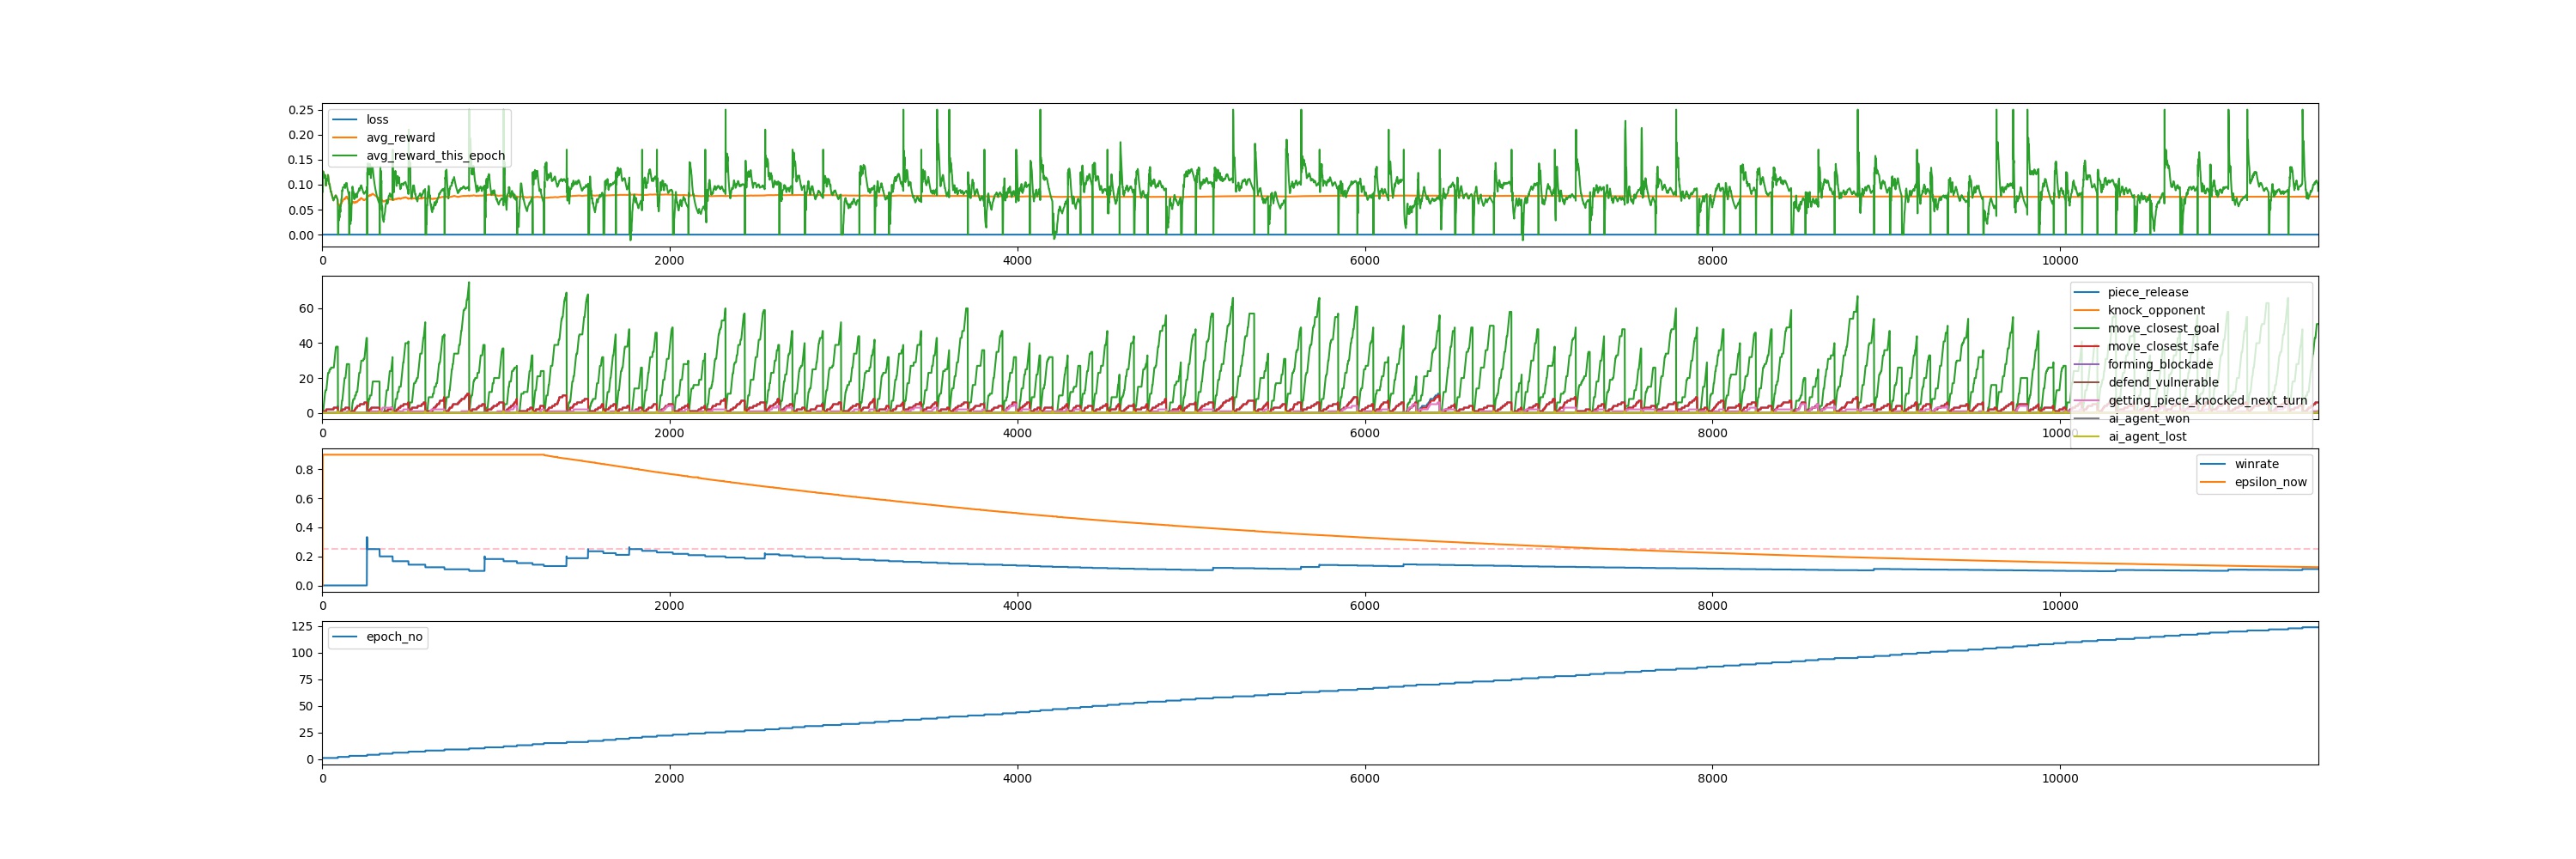 0.25
0.20
0.15
0.10
0.05
0.00
loss
avg_reward
avg_reward_this_epoch
0 2000 4000 6000 8000 10000
60
40
20
0
piece_release
knock_opponent
move_closest_goal
move_closest_safe
forming_blockade
defend_vulnerable
getting_piece_knocked_next_turn
ai_agent_won
ai_agent_lost
0 2000 4000 6000 8000 10000
0.8
0.6
0.4
0.2
0.0
winrate
epsilon_now
0 2000 4000 6000 8000 10000
125
100
75
50
25
0
epoch_no
0 2000 4000 6000 8000 10000